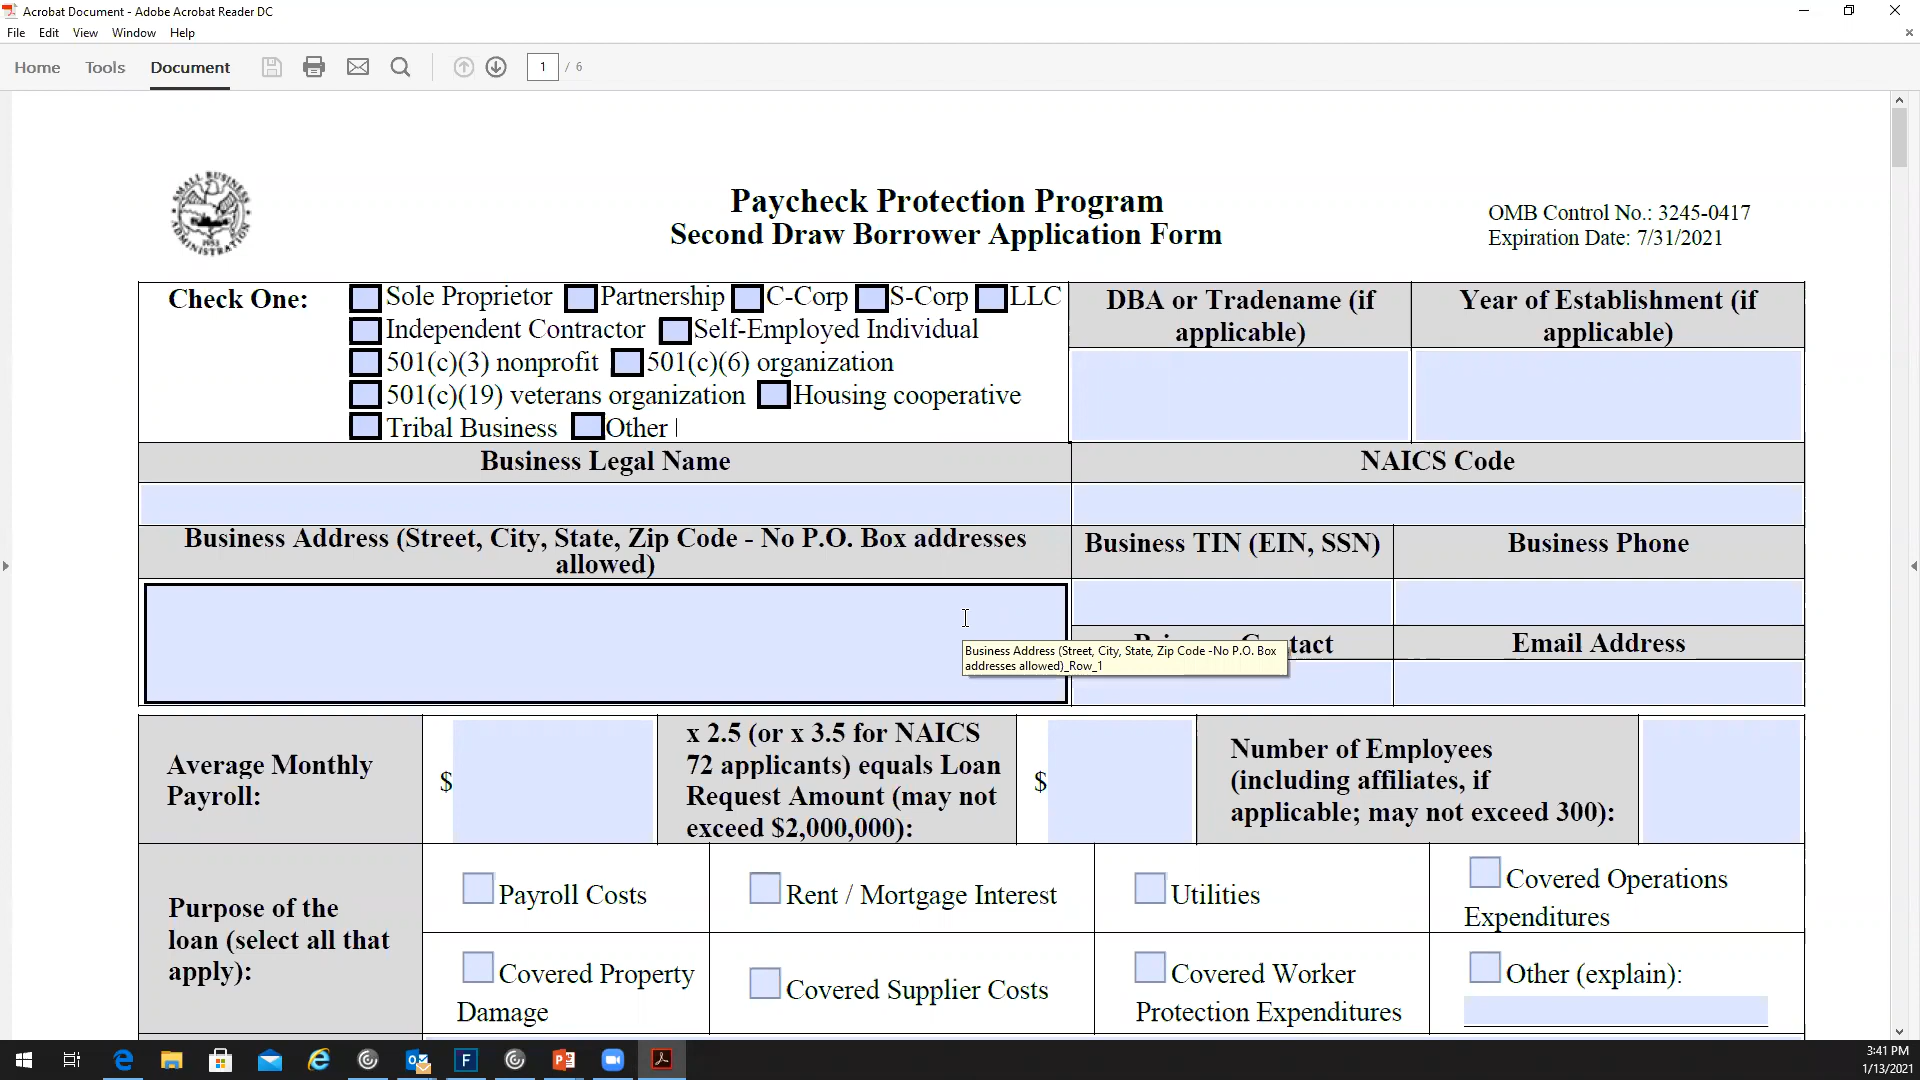 Acrobat Document - Adobe Acrobat Reader DC
File Edit View Window Help
Home Tools Document 1 / 6
SMALL BUSINESS ADMINISTRATION 1953
Paycheck Protection Program
Second Draw Borrower Application Form
OMB Control No.: 3245-0417
Expiration Date: 7/31/2021
Check One: Sole Proprietor Partnership C-Corp S-Corp LLC
Independent Contractor Self-Employed Individual
501(c)(3) nonprofit 501(c)(6) organization
501(c)(19) veterans organization Housing cooperative
Tribal Business Other
DBA or Tradename (if
applicable)
Year of Establishment (if
applicable)
Business Legal Name
NAICS Code
Business Address (Street, City, State, Zip Code - No P.O. Box addresses
allowed)
Business TIN (EIN, SSN)
Business Phone
Email Address
Business Address (Street, City, State, Zip Code -No P.O. Box
addresses allowed)_Row_1
Average Monthly
Payroll:
$
x 2.5 (or x 3.5 for NAICS
72 applicants) equals Loan
Request Amount (may not
exceed $2,000,000):
$
Number of Employees
(including affiliates, if
applicable; may not exceed 300):
Purpose of the
loan (select all that
apply):
Payroll Costs
Rent / Mortgage Interest
Utilities
Covered Operations
Expenditures
Covered Property
Damage
Covered Supplier Costs
Covered Worker
Protection Expenditures
Other (explain):
3:41 PM
1/13/2021